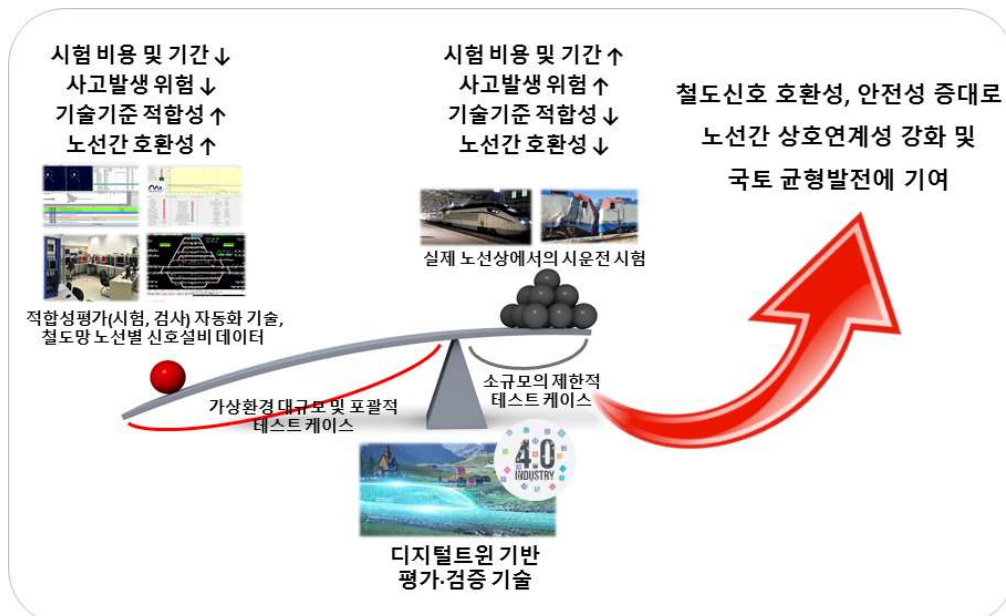 시험 비용 및 기간 ↓
사고발생 위험 ↓
기술기준 적합성 ↑
노선간 호환성 ↑
시험 비용 및 기간 ↑
사고발생 위험 ↑
기술기준 적합성 ↓
노선간 호환성 ↓
철도신호 호환성, 안전성 증대로
노선간 상호연계성 강화 및
국토 균형발전에 기여
실제 노선상에서의 시운전 시험
적합성평가(시험, 검사) 자동화 기술,
철도망 노선별 신호설비 데이터
가상환경 대규모 및 포괄적
테스트 케이스
소규모의 제한적
테스트 케이스
4.0
INDUSTRY
디지털트윈 기반
평가·검증 기술